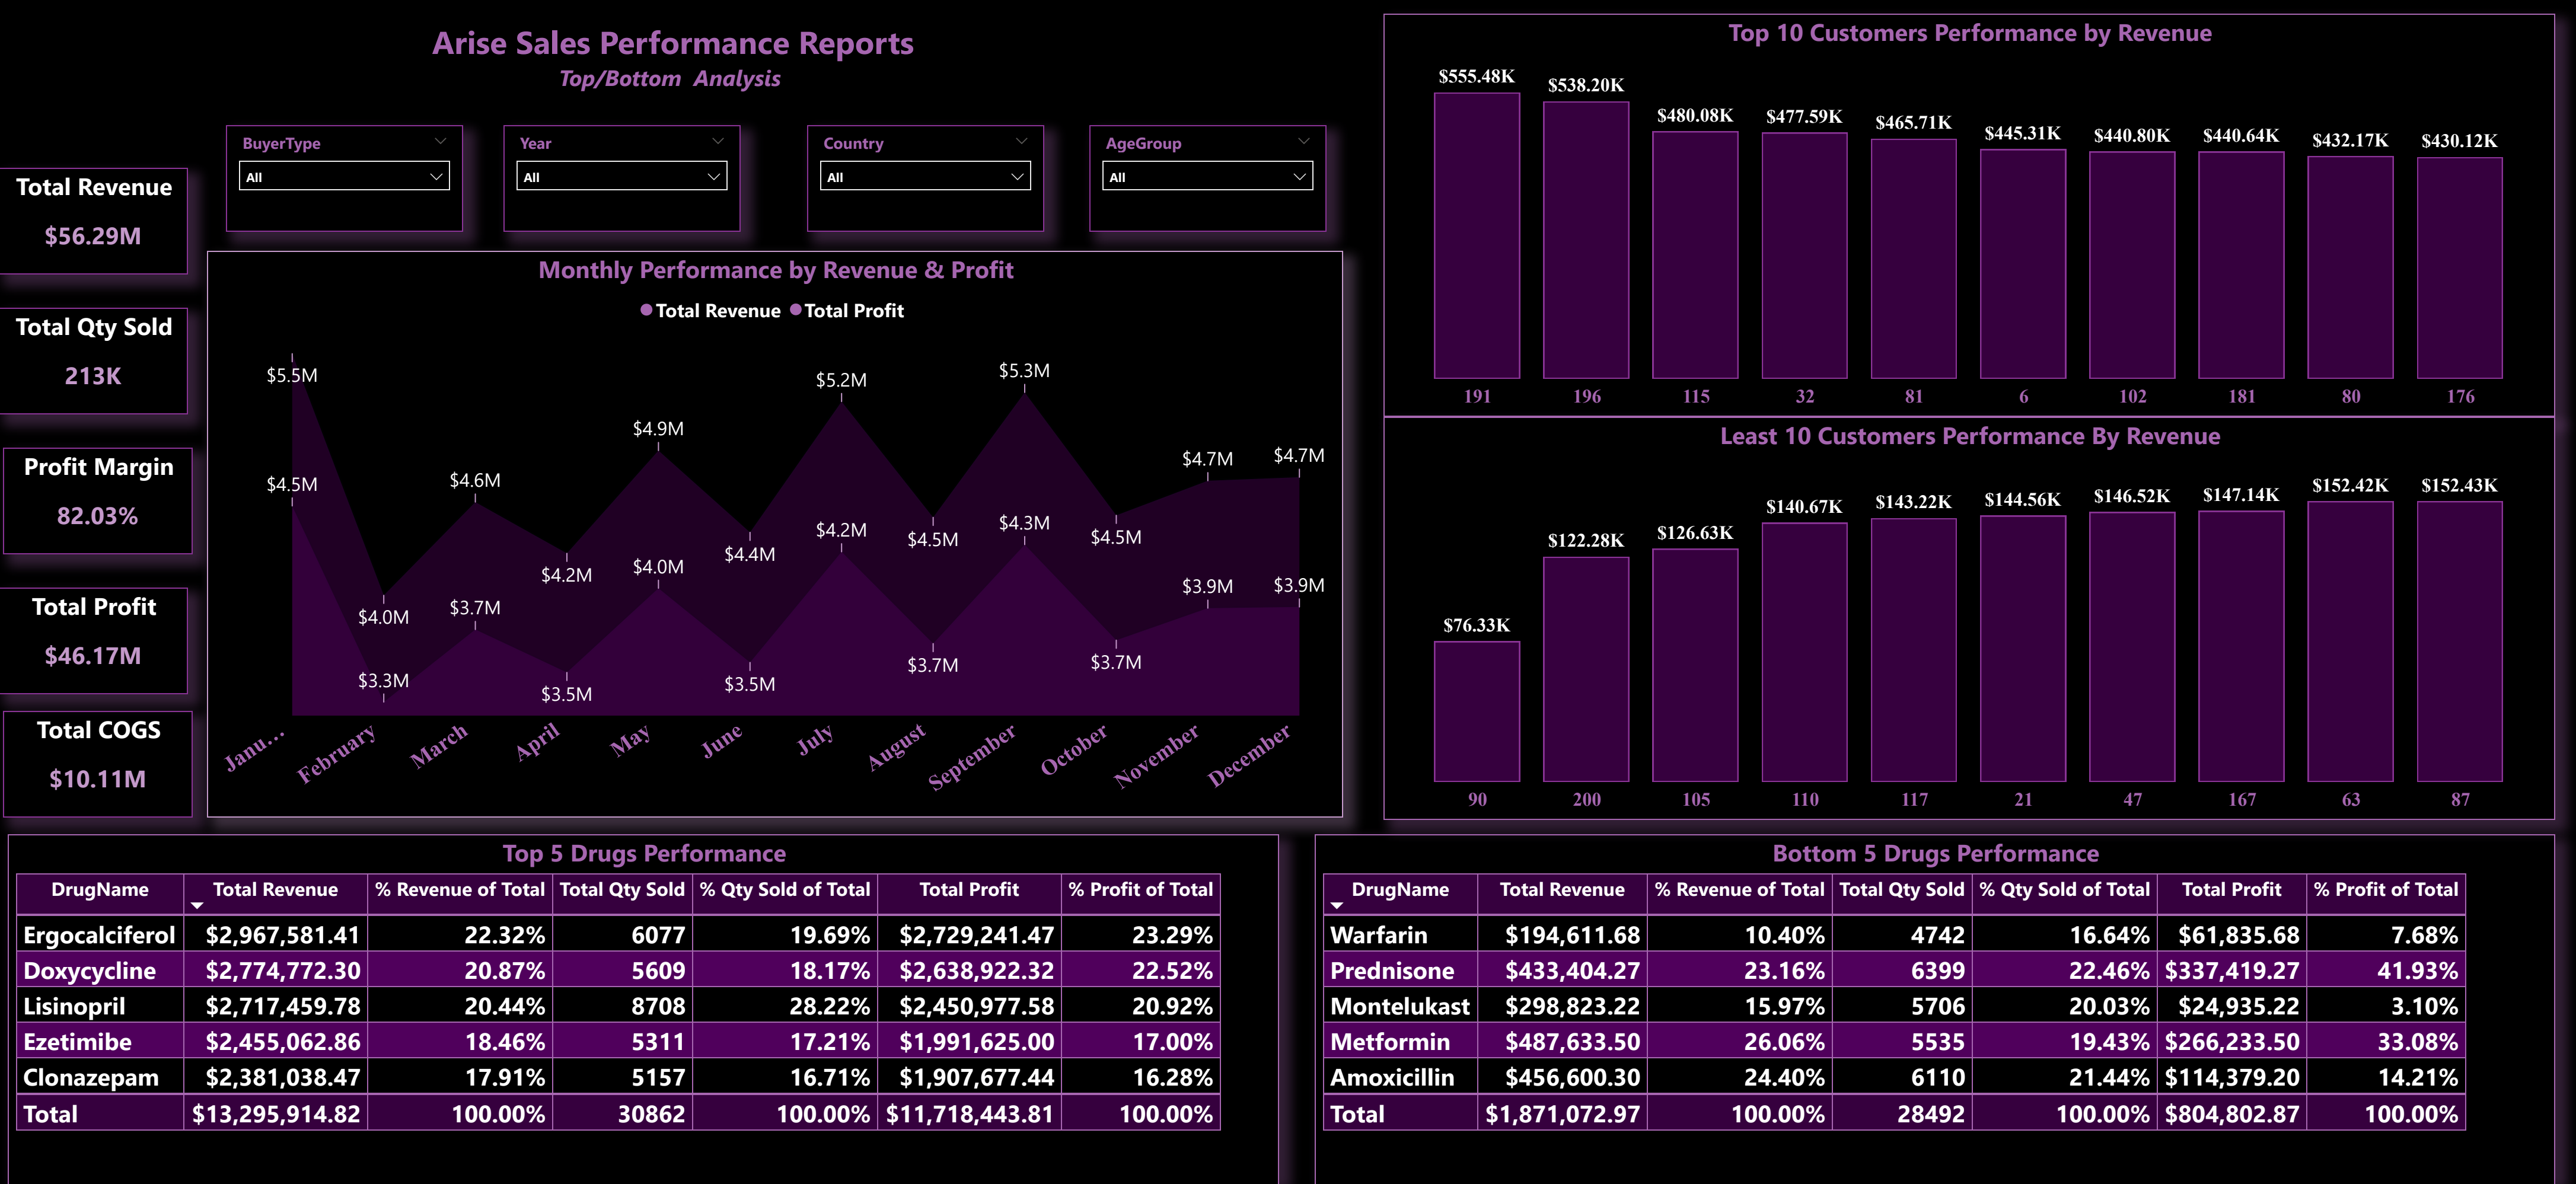 Arise Sales Performance Reports
Top/Bottom Analysis
BuyerType
All
Year
All
Country
All
AgeGroup
All
Total Revenue
$56.29M
Total Qty Sold
213K
Profit Margin
82.03%
Total Profit
$46.17M
Total COGS
$10.11M
Monthly Performance by Revenue & Profit
Total Revenue Total Profit
$5.5M $4.0M $4.6M $4.2M $4.9M $4.4M $5.2M $4.5M $5.3M $4.5M $4.7M $4.7M
$4.5M $3.3M $3.7M $3.5M $4.0M $3.5M $4.2M $3.7M $4.3M $3.7M $3.9M $3.9M
Janu... February March April May June July August September October November December
Top 10 Customers Performance by Revenue
$555.48K $538.20K $480.08K $477.59K $465.71K $445.31K $440.80K $440.64K $432.17K $430.12K
191 196 115 32 81 6 102 181 80 176
Least 10 Customers Performance By Revenue
$76.33K $122.28K $126.63K $140.67K $143.22K $144.56K $146.52K $147.14K $152.42K $152.43K
90 200 105 110 117 21 47 167 63 87
Top 5 Drugs Performance
DrugName Total Revenue % Revenue of Total Total Qty Sold % Qty Sold of Total Total Profit % Profit of Total
Ergocalciferol $2,967,581.41 22.32% 6077 19.69% $2,729,241.47 23.29%
Doxycycline $2,774,772.30 20.87% 5609 18.17% $2,638,922.32 22.52%
Lisinopril $2,717,459.78 20.44% 8708 28.22% $2,450,977.58 20.92%
Ezetimibe $2,455,062.86 18.46% 5311 17.21% $1,991,625.00 17.00%
Clonazepam $2,381,038.47 17.91% 5157 16.71% $1,907,677.44 16.28%
Total $13,295,914.82 100.00% 30862 100.00% $11,718,443.81 100.00%
Bottom 5 Drugs Performance
DrugName Total Revenue % Revenue of Total Total Qty Sold % Qty Sold of Total Total Profit % Profit of Total
Warfarin $194,611.68 10.40% 4742 16.64% $61,835.68 7.68%
Prednisone $433,404.27 23.16% 6399 22.46% $337,419.27 41.93%
Montelukast $298,823.22 15.97% 5706 20.03% $24,935.22 3.10%
Metformin $487,633.50 26.06% 5535 19.43% $266,233.50 33.08%
Amoxicillin $456,600.30 24.40% 6110 21.44% $114,379.20 14.21%
Total $1,871,072.97 100.00% 28492 100.00% $804,802.87 100.00%